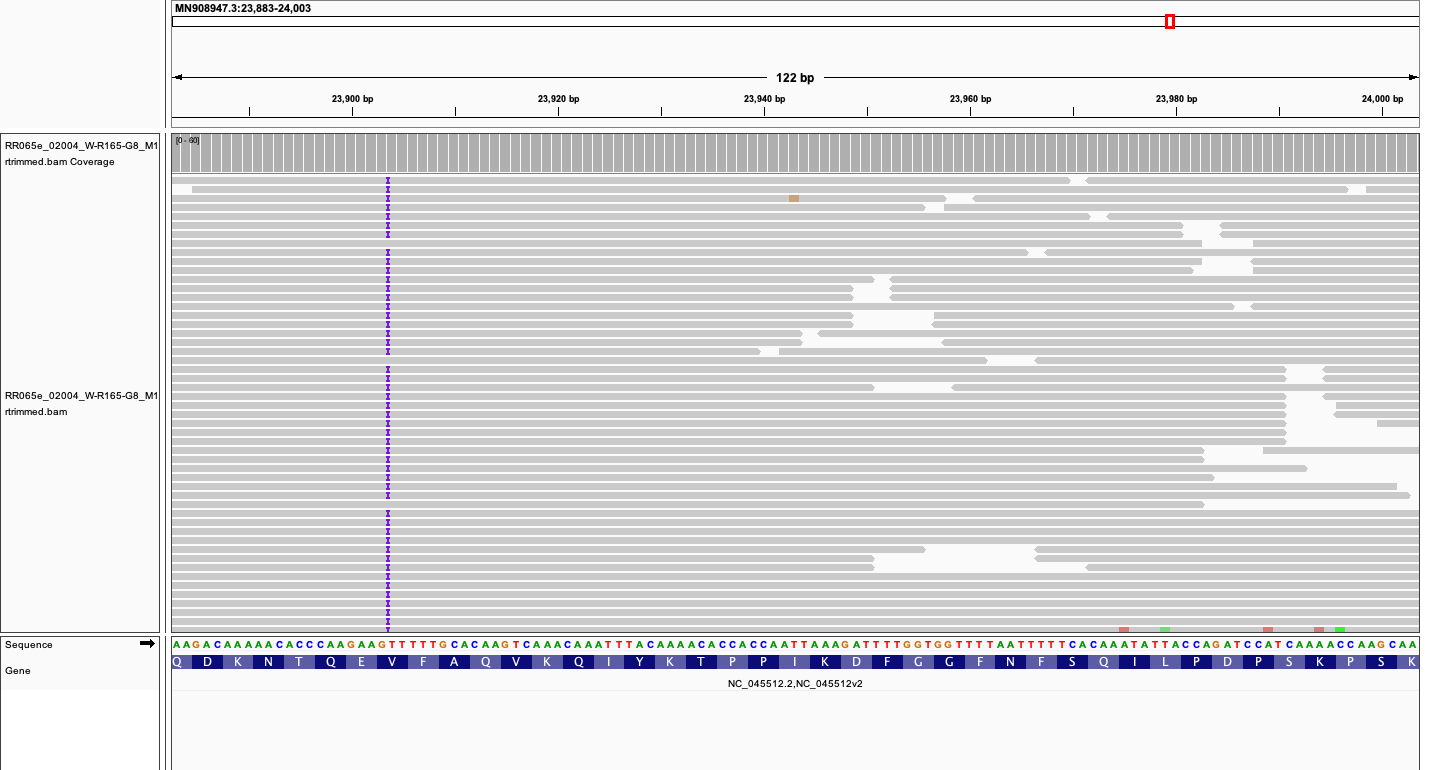 MN908947.3:23,883-24,003
122 bp
23,900 bp 23,920 bp 23,940 bp 23,960 bp 23,980 bp 24,000 bp
RR065e_02004_W-R165-G8_M1
rtrimmed.bam Coverage
[0 - 60]
RR065e_02004_W-R165-G8_M1
rtrimmed.bam
Sequence
AAGACAAAAACACCCAAGAAGTTTTTGCACAAGTCAAACAAATTTACAAAACACCACCAATTAAAGATTTTGGTGGTTTTAATTTTTCACAAATATTACCAGATCCATCAAAACCAAGCAA
Gene
Q D K N T Q E V F A Q V K Q I Y K T P P I K D F G G F N F S Q I L P D P S K P S K
NC_045512.2,NC_045512v2